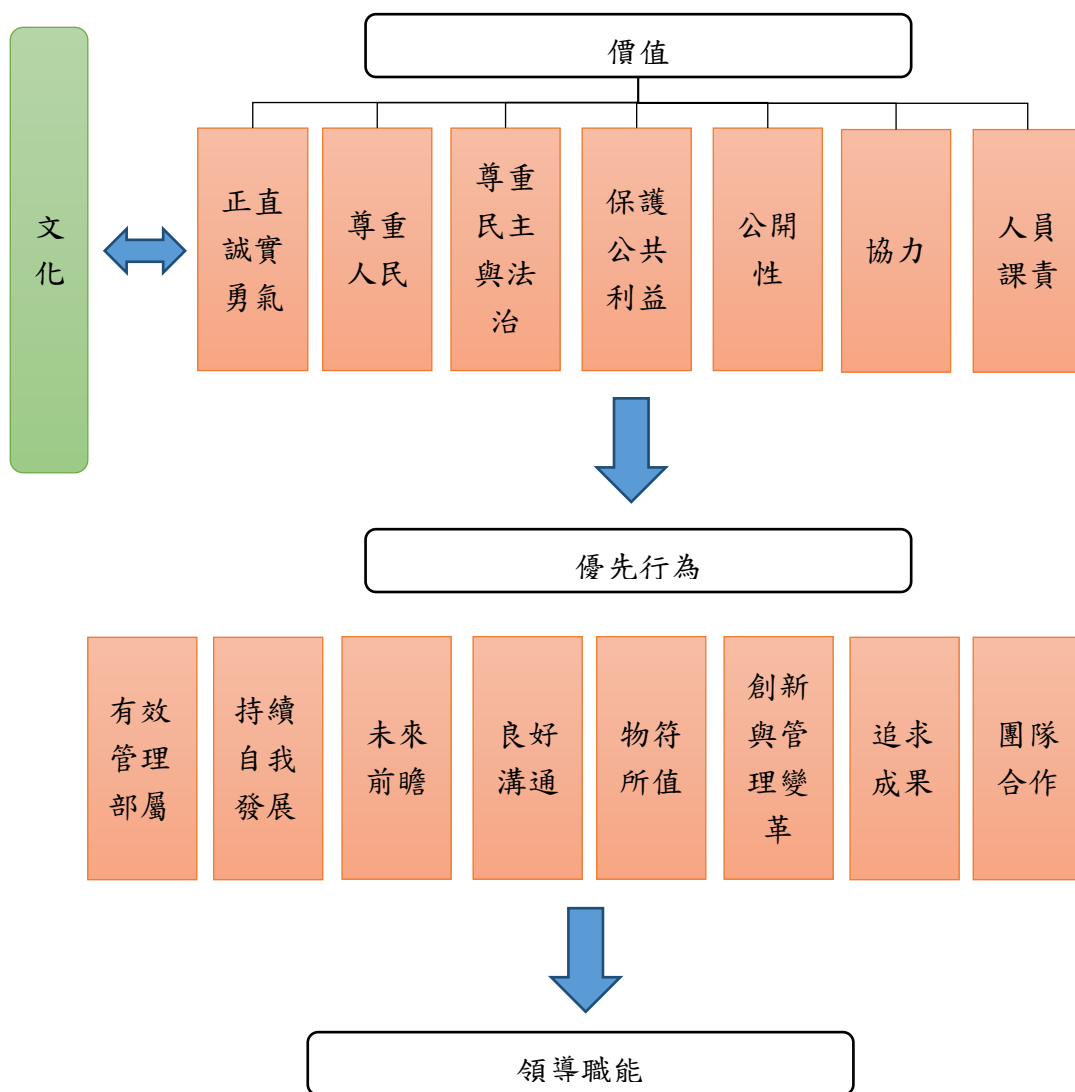 價值
文
化
正直
誠實
勇氣
尊重
人民
尊重
民主
與法
治
保護
公共
利益
公開
性
協力
人員
課責
優先行為
有效
管理
部屬
持續
自我
發展
未來
前瞻
良好
溝通
物符
所值
創新
與管
理變
革
追求
成果
團隊
合作
領導職能